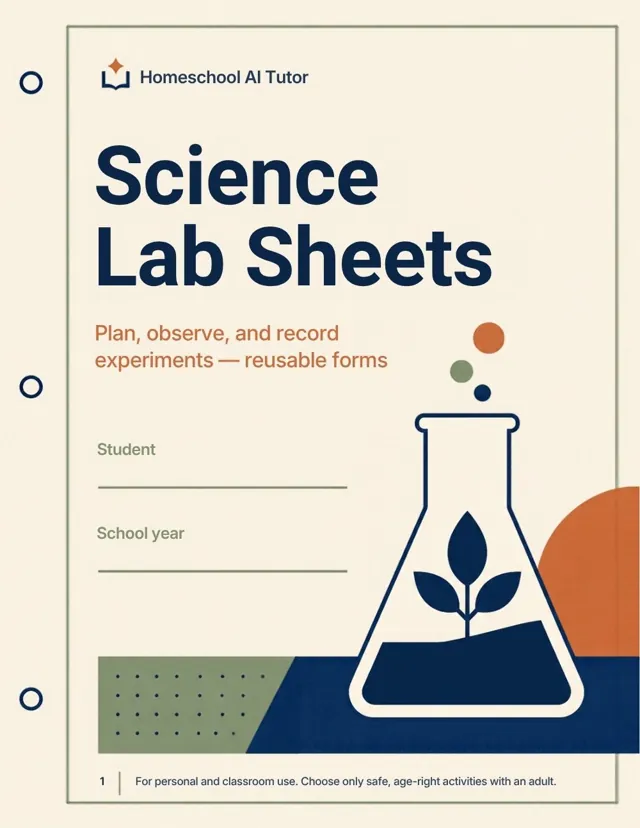 Homeschool AI Tutor
Science
Lab Sheets
Plan, observe, and record
experiments — reusable forms
Student
School year
1
For personal and classroom use. Choose only safe, age-right activities with an adult.